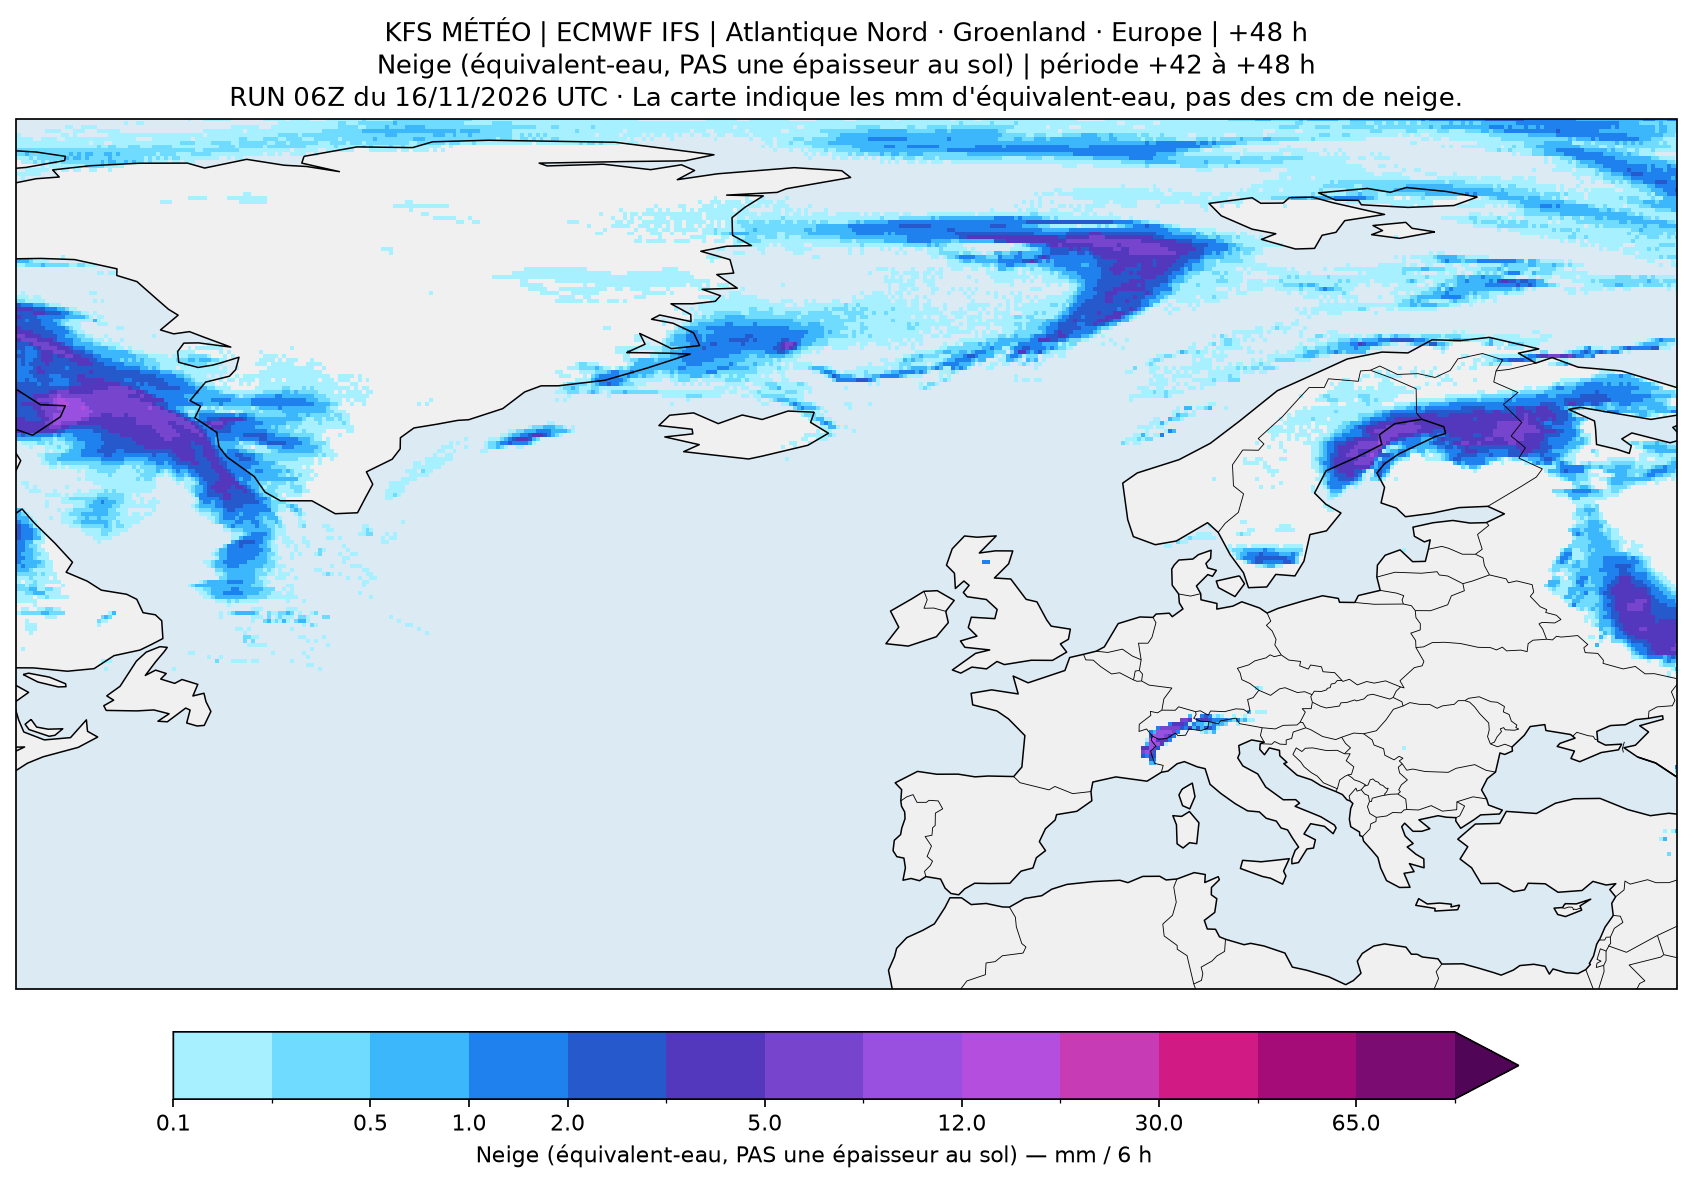 KFS MÉTÉO | ECMWF IFS | Atlantique Nord · Groenland · Europe | +48 h
Neige (équivalent-eau, PAS une épaisseur au sol) | période +42 à +48 h
RUN 06Z du 16/11/2026 UTC · La carte indique les mm d'équivalent-eau, pas des cm de neige.
0.1 0.5 1.0 2.0 5.0 12.0 30.0 65.0
Neige (équivalent-eau, PAS une épaisseur au sol) — mm / 6 h